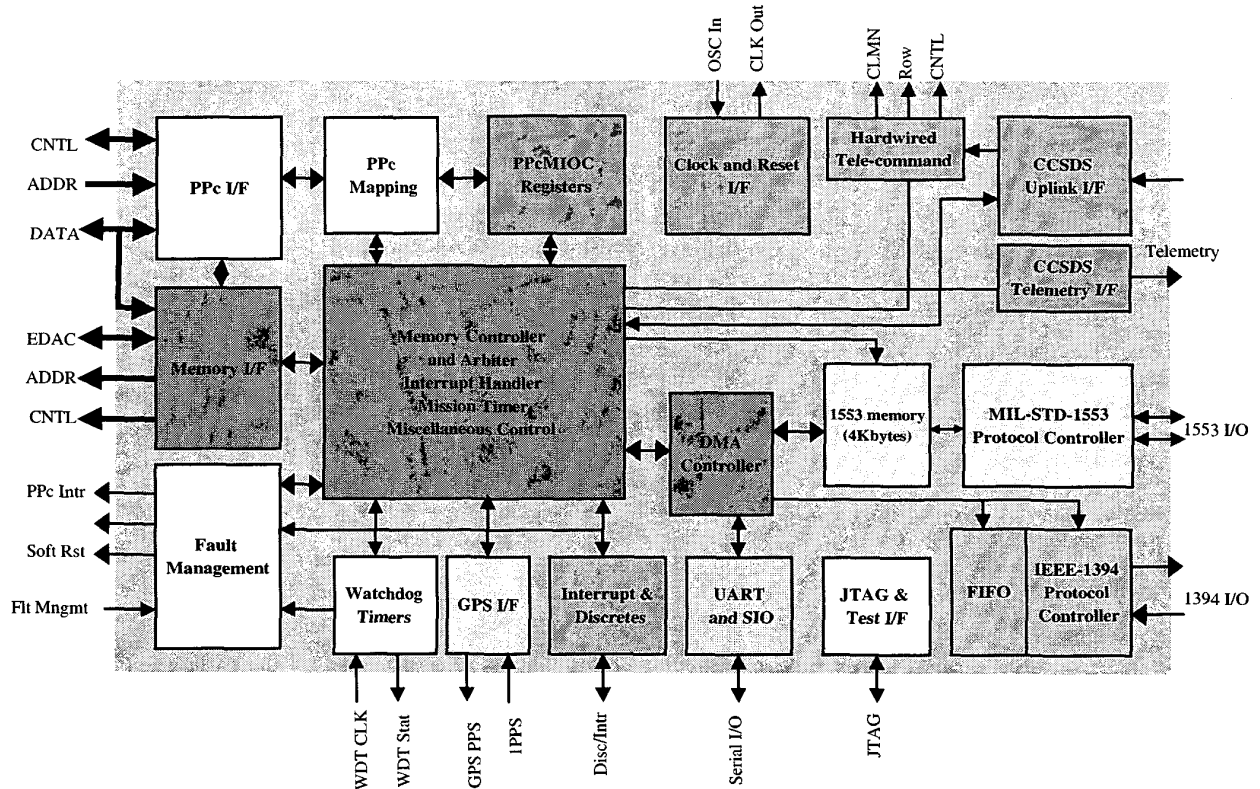 OSC In
CLK Out
CLMN
Row
CNTL
CNTL
ADDR
DATA
PPc I/F
PPc
Mapping
PPcMIOC
Registers
Clock and Reset
I/F
Hardwired
Tele-command
CCSDS
Uplink I/F
CCSDS
Telemetry I/F
Telemetry
EDAC
ADDR
CNTL
Memory I/F
Memory Controller
and Arbiter
Interrupt Handler
Mission Timer
Miscellaneous Control
DMA
Controller
1553 memory
(4Kbytes)
MIL-STD-1553
Protocol Controller
1553 I/O
PPc Intr
Soft Rst
Flt Mngmt
Fault
Management
Watchdog
Timers
GPS I/F
Interrupt &
Discretes
UART
and SIO
JTAG &
Test I/F
FIFO
IEEE-1394
Protocol
Controller
1394 I/O
WDT CLK
WDT Stat
GPS PPS
1PPS
Disc/Intr
Serial I/O
JTAG